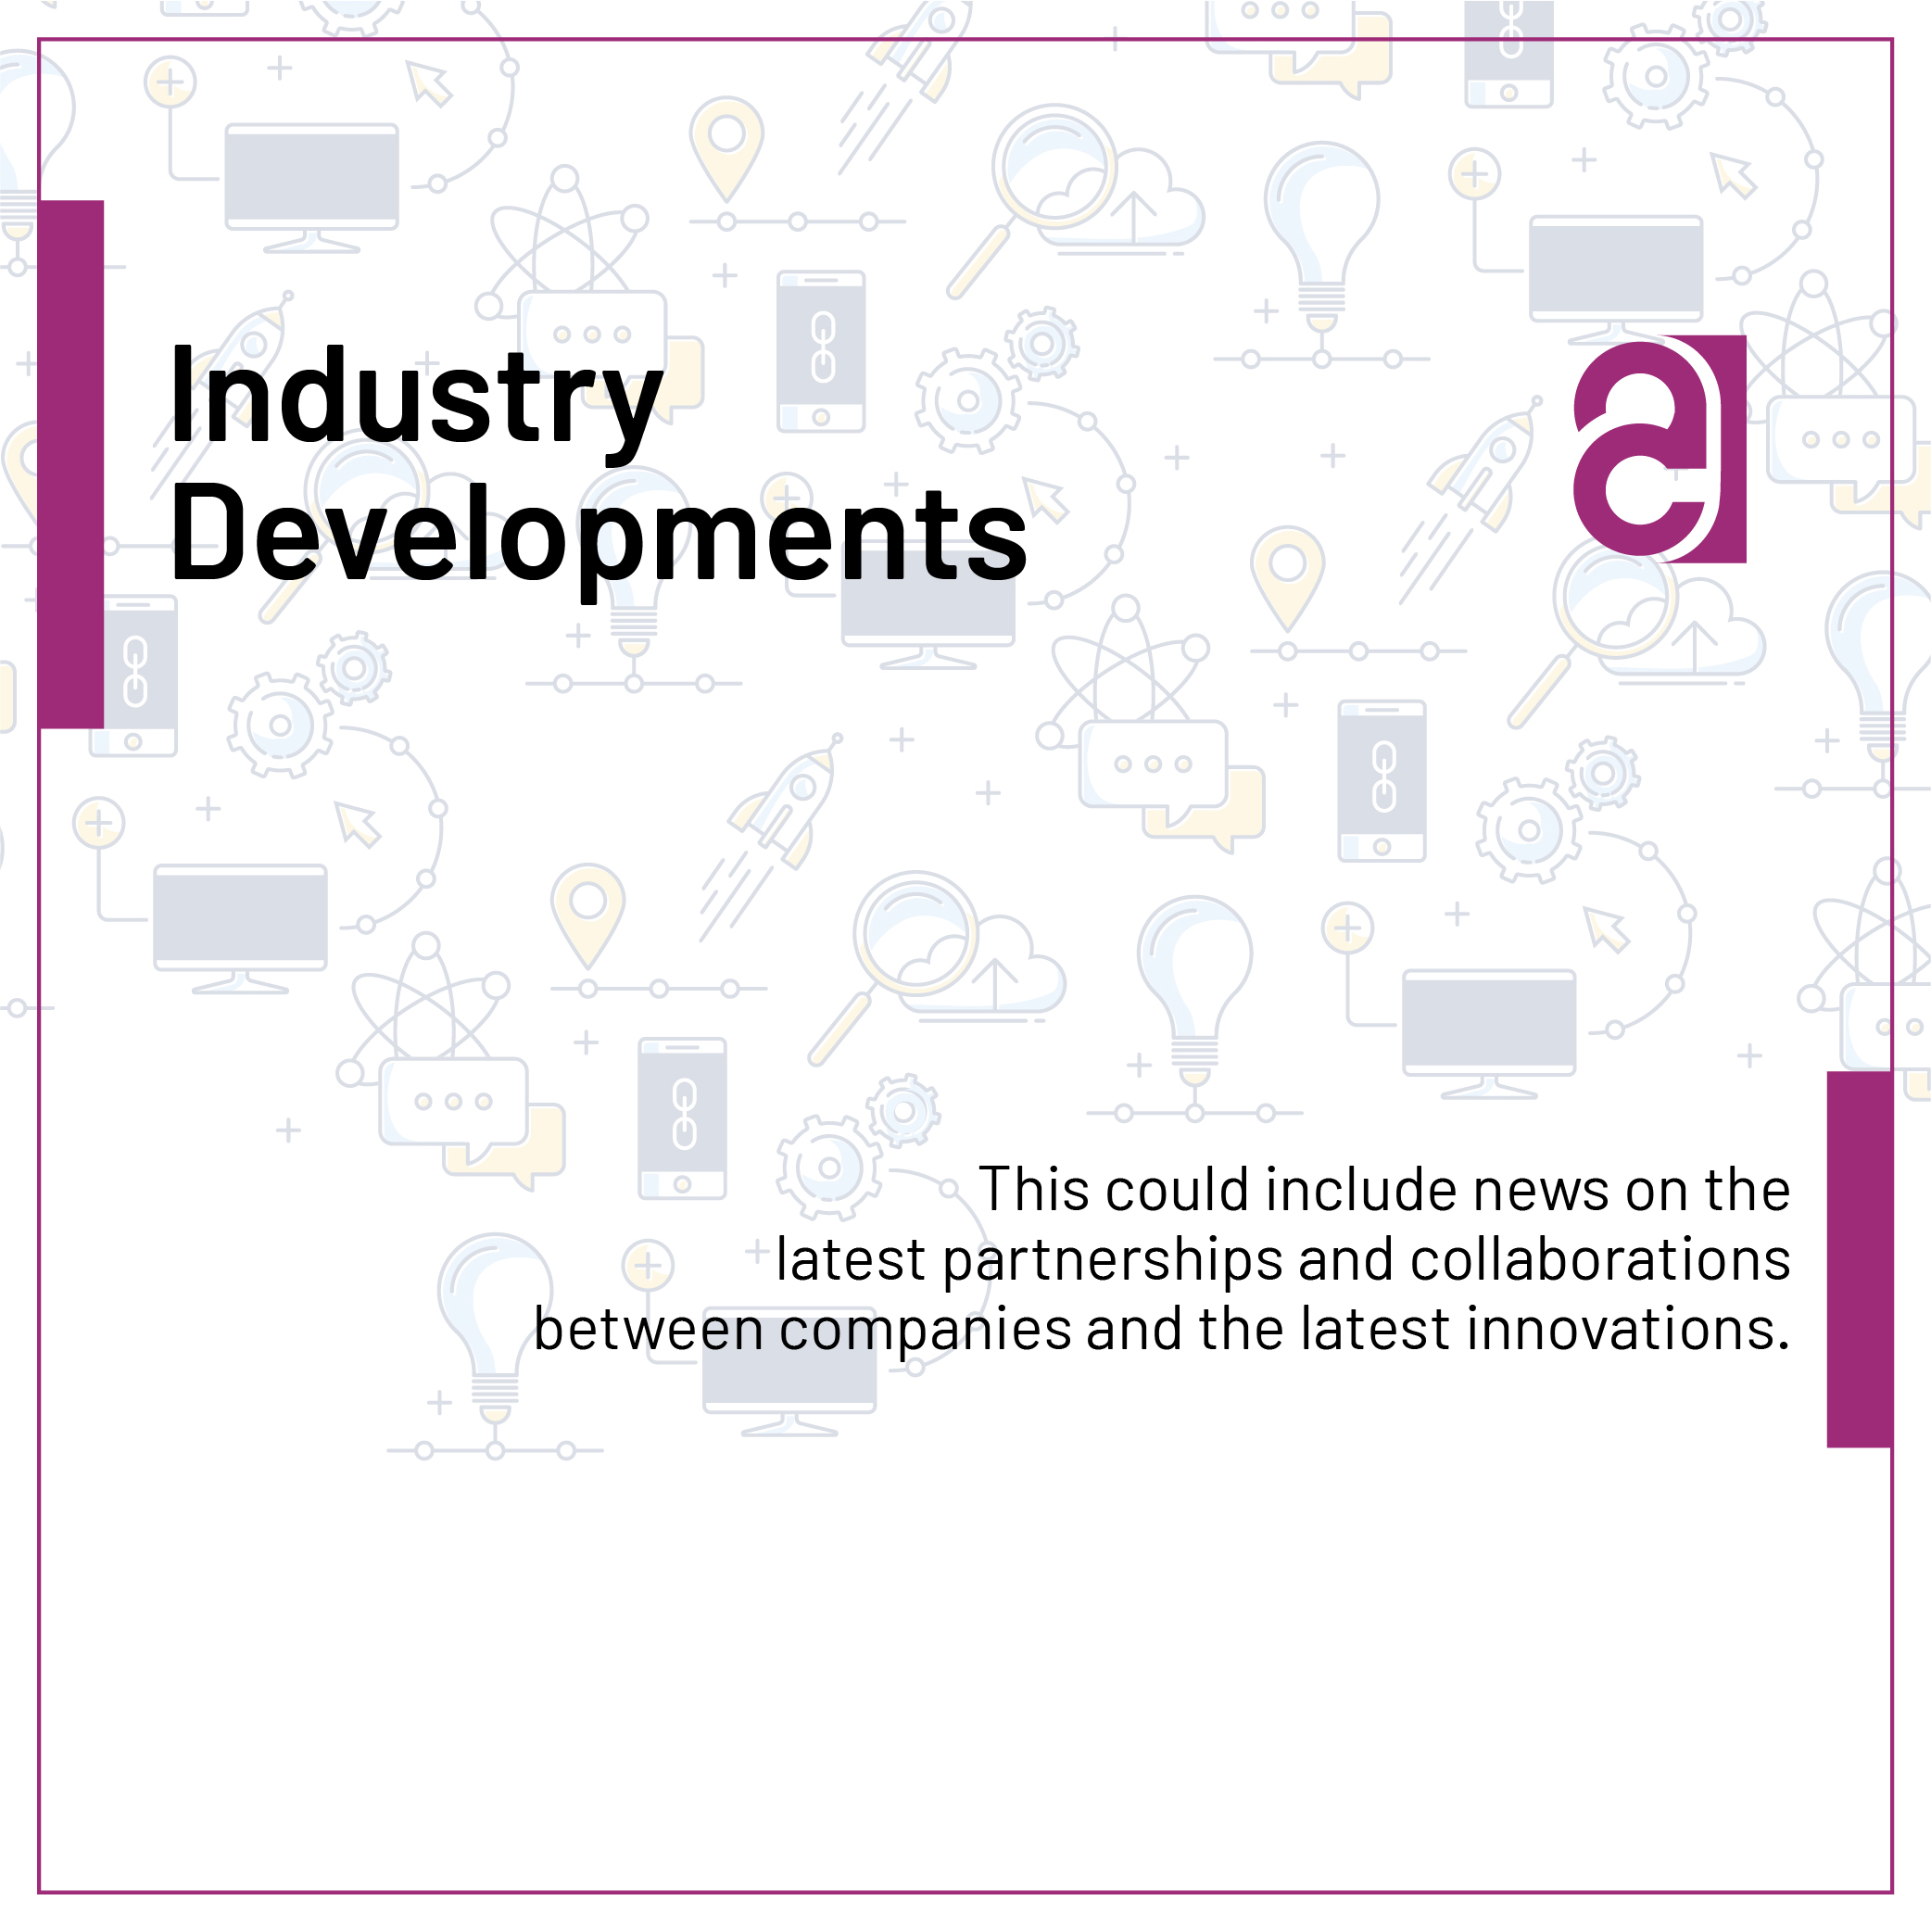 Industry
Developments
This could include news on the
latest partnerships and collaborations
between companies and the latest innovations.